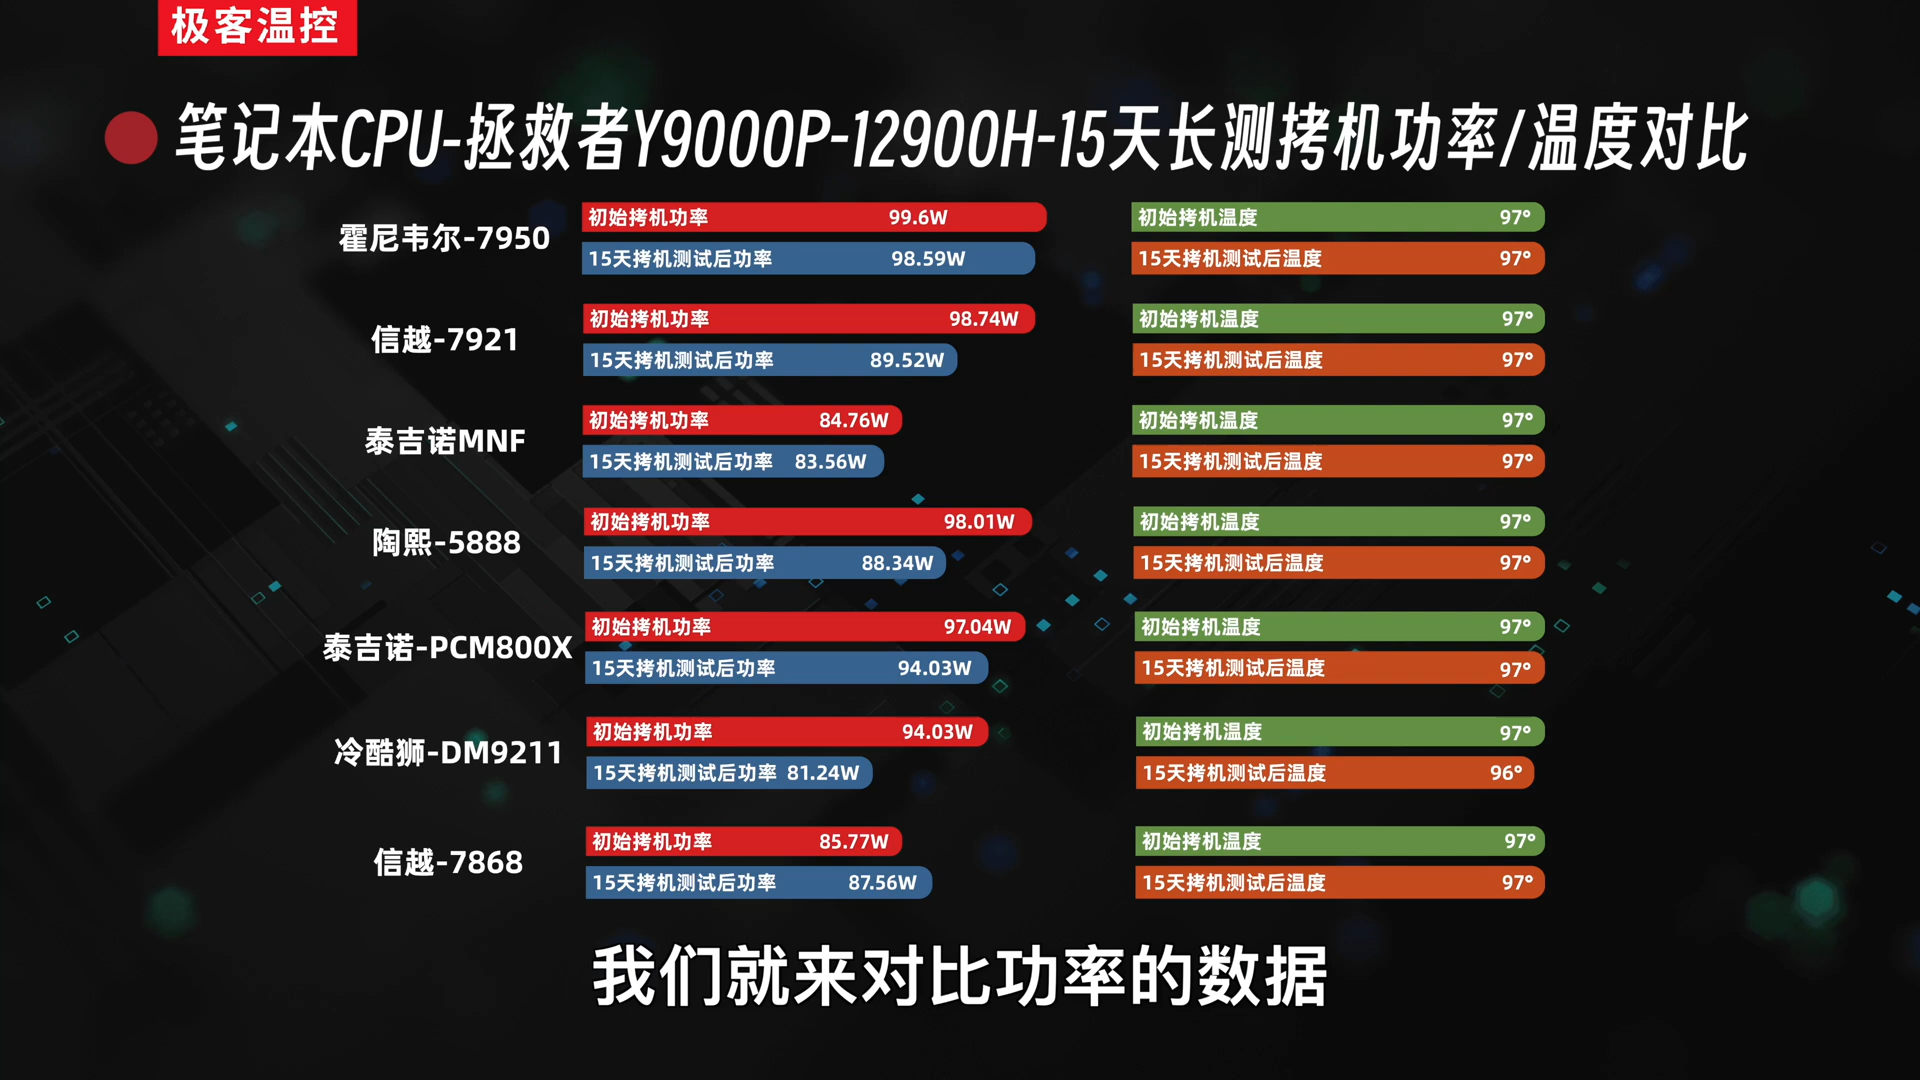 极客温控
笔记本CPU-拯救者Y9000P-12900H-15天长测拷机功率/温度对比
霍尼韦尔-7950
初始拷机功率 99.6W
15天拷机测试后功率 98.59W
初始拷机温度 97°
15天拷机测试后温度 97°
信越-7921
初始拷机功率 98.74W
15天拷机测试后功率 89.52W
初始拷机温度 97°
15天拷机测试后温度 97°
泰吉诺MNF
初始拷机功率 84.76W
15天拷机测试后功率 83.56W
初始拷机温度 97°
15天拷机测试后温度 97°
陶熙-5888
初始拷机功率 98.01W
15天拷机测试后功率 88.34W
初始拷机温度 97°
15天拷机测试后温度 97°
泰吉诺-PCM800X
初始拷机功率 97.04W
15天拷机测试后功率 94.03W
初始拷机温度 97°
15天拷机测试后温度 97°
冷酷狮-DM9211
初始拷机功率 94.03W
15天拷机测试后功率 81.24W
初始拷机温度 97°
15天拷机测试后温度 96°
信越-7868
初始拷机功率 85.77W
15天拷机测试后功率 87.56W
初始拷机温度 97°
15天拷机测试后温度 97°
我们就来对比功率的数据